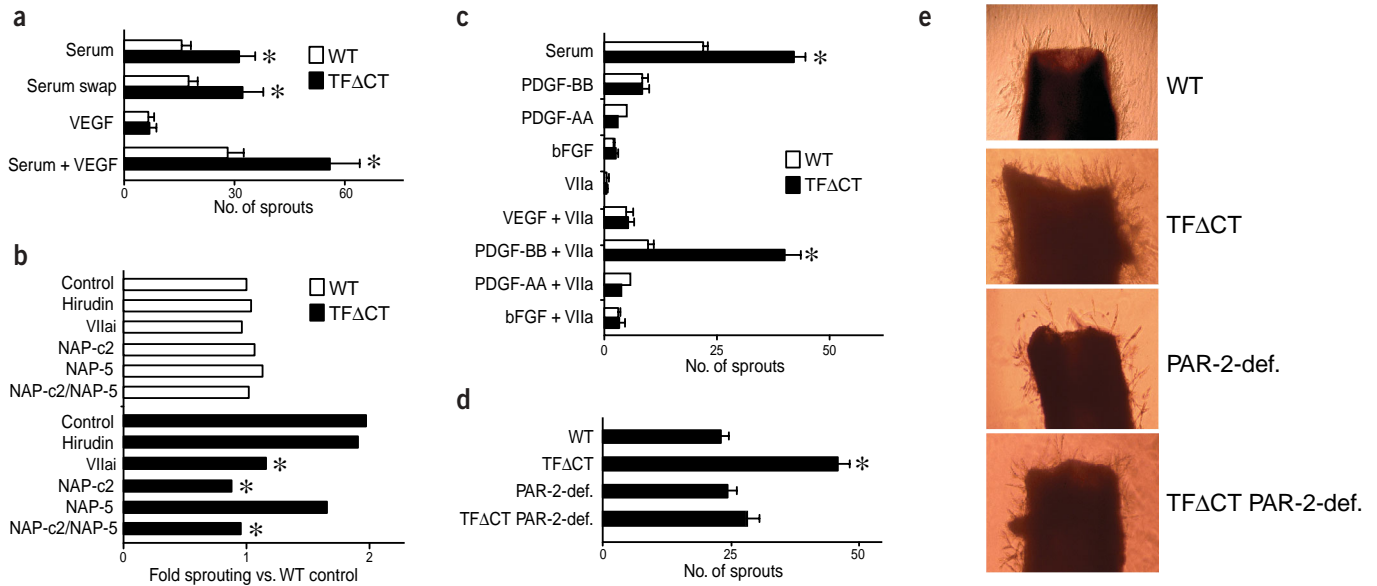 a
Serum
Serum swap
VEGF
Serum + VEGF
WT
TFΔCT
*
*
*
0
30
60
No. of sprouts
b
Control
Hirudin
VIIai
NAP-c2
NAP-5
NAP-c2/NAP-5
Control
Hirudin
VIIai
NAP-c2
NAP-5
NAP-c2/NAP-5
WT
TFΔCT
*
*
*
0
1
2
Fold sprouting vs. WT control
c
Serum
PDGF-BB
PDGF-AA
bFGF
VIIa
VEGF + VIIa
PDGF-BB + VIIa
PDGF-AA + VIIa
bFGF + VIIa
WT
TFΔCT
*
*
0
25
No. of sprouts
d
WT
TFΔCT
PAR-2-def.
TFΔCT PAR-2-def.
*
0
25
50
No. of sprouts
e
WT
TFΔCT
PAR-2-def.
TFΔCT PAR-2-def.